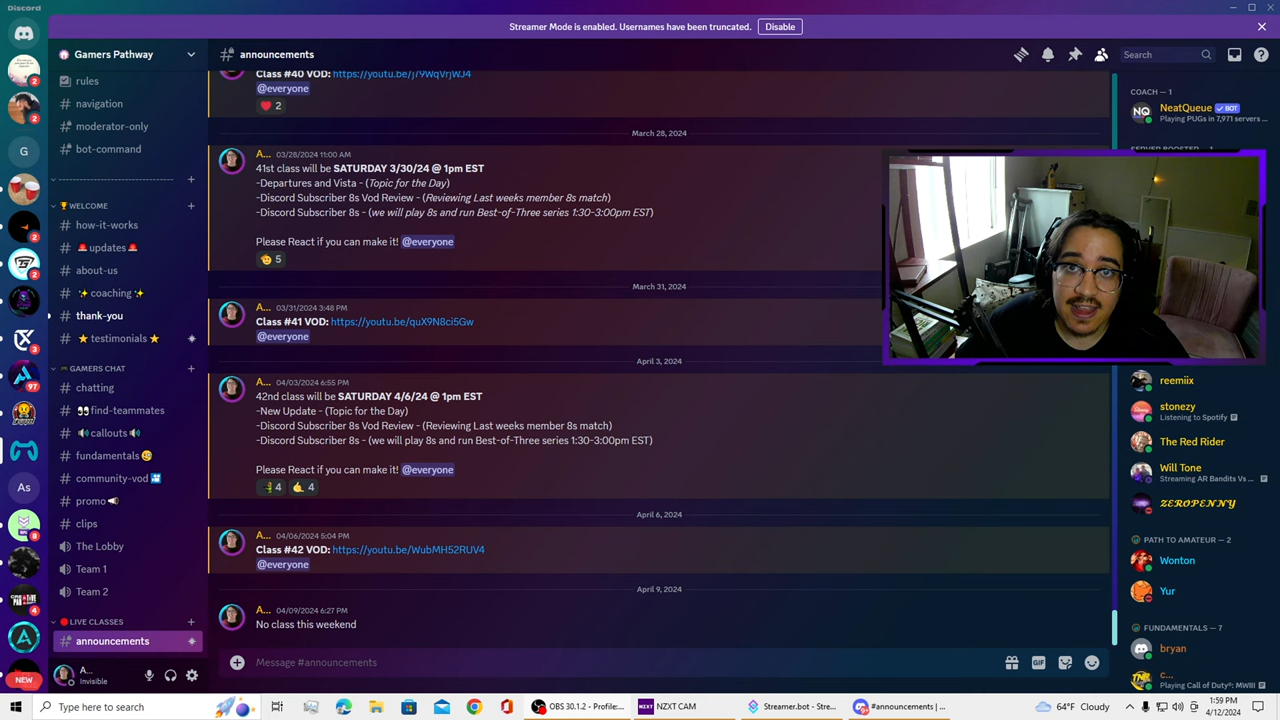 Discord
Streamer Mode is enabled. Usernames have been truncated. Disable
Gamers Pathway
announcements
Search
rules
navigation
moderator-only
bot-command
WELCOME
how-it-works
🚨updates🚨
about-us
✨coaching✨
thank-you
⭐testimonials⭐
GAMERS CHAT
chatting
👀find-teammates
🔊callouts🔊
fundamentals
community-vod
promo
clips
The Lobby
Team 1
Team 2
LIVE CLASSES
announcements
A...
Invisible
NEW
2
2
G
2
2
3
97
As
8
4
Class #40 VOD: https://youtu.be/j79WqVrjWJ4
@everyone
2
March 28, 2024
A... 03/28/2024 11:00 AM
41st class will be SATURDAY 3/30/24 @ 1pm EST
-Departures and Vista - (Topic for the Day)
-Discord Subscriber 8s Vod Review - (Reviewing Last weeks member 8s match)
-Discord Subscriber 8s - (we will play 8s and run Best-of-Three series 1:30-3:00pm EST)
Please React if you can make it! @everyone
5
March 31, 2024
A... 03/31/2024 3:48 PM
Class #41 VOD: https://youtu.be/quX9N8ci5Gw
@everyone
April 3, 2024
A... 04/03/2024 6:55 PM
42nd class will be SATURDAY 4/6/24 @ 1pm EST
-New Update - (Topic for the Day)
-Discord Subscriber 8s Vod Review - (Reviewing Last weeks member 8s match)
-Discord Subscriber 8s - (we will play 8s and run Best-of-Three series 1:30-3:00pm EST)
Please React if you can make it! @everyone
4 4
April 6, 2024
A... 04/06/2024 5:04 PM
Class #42 VOD: https://youtu.be/WubMH52RUV4
@everyone
April 9, 2024
A... 04/09/2024 6:27 PM
No class this weekend
Message #announcements
GIF
COACH — 1
NQ
NeatQueue BOT
Playing PUGs in 7,971 servers ...
reemiix
stonezy
Listening to Spotify
The Red Rider
Will Tone
Streaming AR Bandits Vs ...
ZEROPENNY
PATH TO AMATEUR — 2
Wonton
Yur
FUNDAMENTALS — 7
bryan
c...
Playing Call of Duty®: MWIII
Type here to search
OBS 30.1.2 - Profile:...
NZXT CAM
Streamer.bot - Stre...
#announcements | ...
64°F Cloudy
1:59 PM
4/12/2024